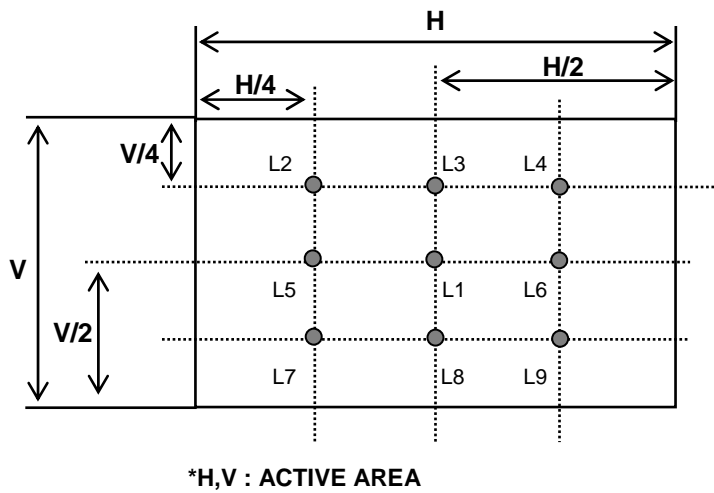 H
H/4 H/2
V/4
L2 L3 L4
V
L5 L1 L6
V/2
L7 L8 L9
*H,V : ACTIVE AREA